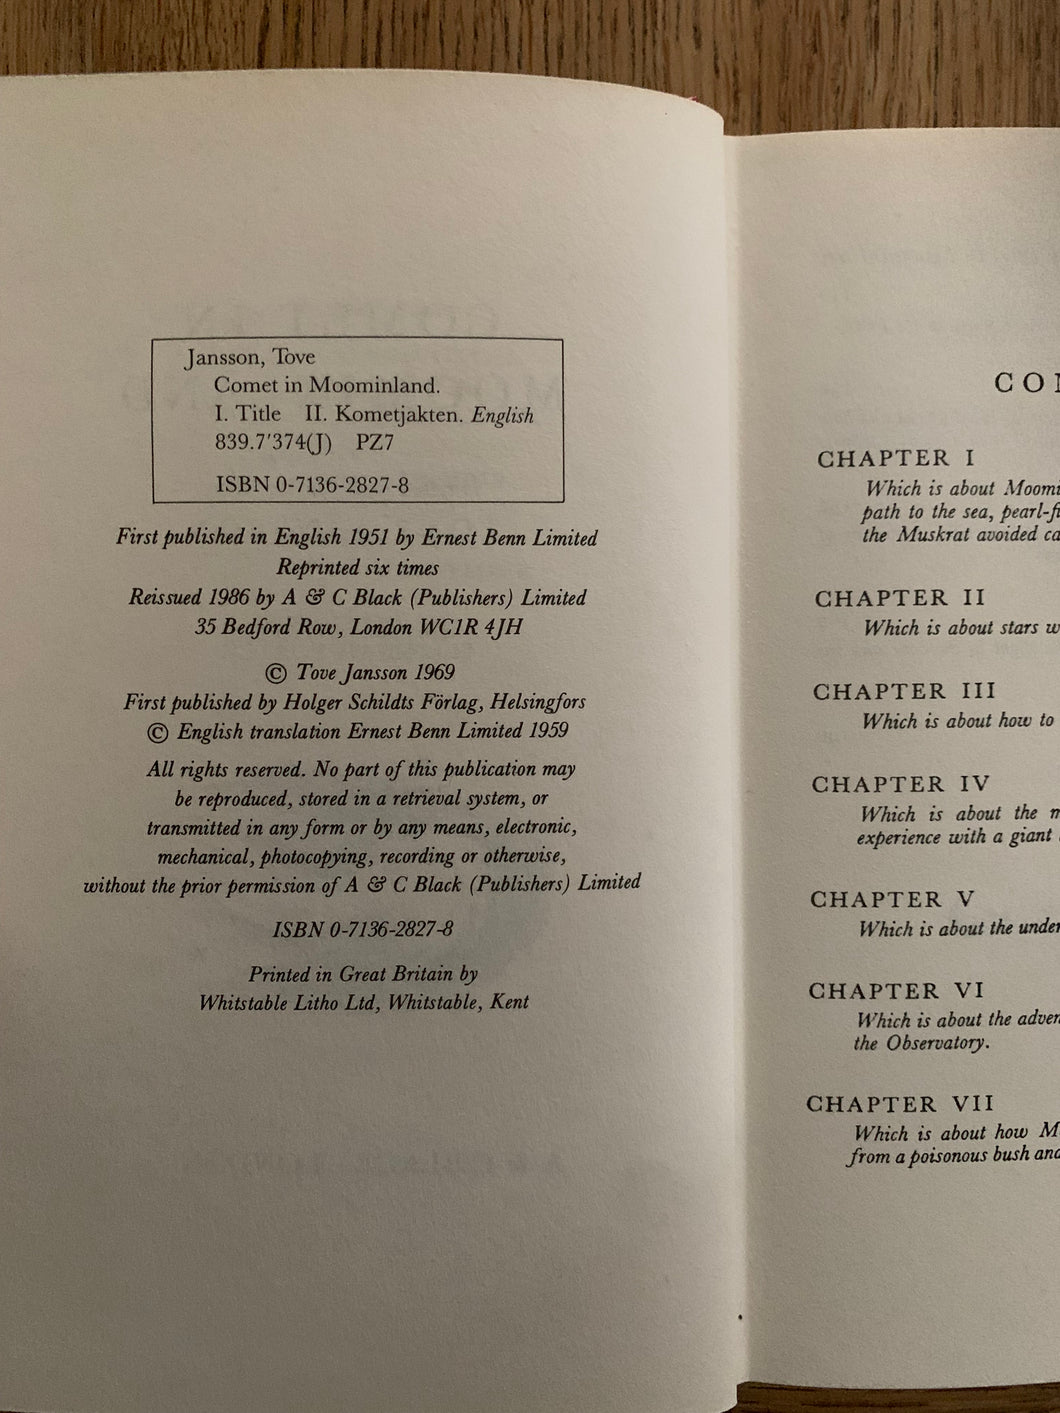 Jansson, Tove
Comet in Moominland.
I. Title II. Kometjakten. English
839.7'374(J) PZ7
ISBN 0-7136-2827-8
First published in English 1951 by Ernest Benn Limited
Reprinted six times
Reissued 1986 by A & C Black (Publishers) Limited
35 Bedford Row, London WC1R 4JH
© Tove Jansson 1969
First published by Holger Schildts Förlag, Helsingfors
© English translation Ernest Benn Limited 1959
All rights reserved. No part of this publication may
be reproduced, stored in a retrieval system, or
transmitted in any form or by any means, electronic,
mechanical, photocopying, recording or otherwise,
without the prior permission of A & C Black (Publishers) Limited
ISBN 0-7136-2827-8
Printed in Great Britain by
Whitstable Litho Ltd, Whitstable, Kent
CHAPTER I
Which is about
path to the sea,
the Muskrat avoided
CHAPTER II
Which is about stars
CHAPTER III
Which is about how to
CHAPTER IV
Which is about the
experience with a giant
CHAPTER V
Which is about the
CHAPTER VI
Which is about the
the Observatory.
CHAPTER VII
Which is about how
from a poisonous bush and